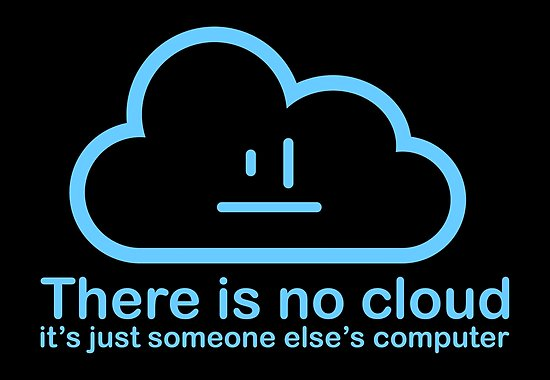 There is no cloud
it's just someone else's computer